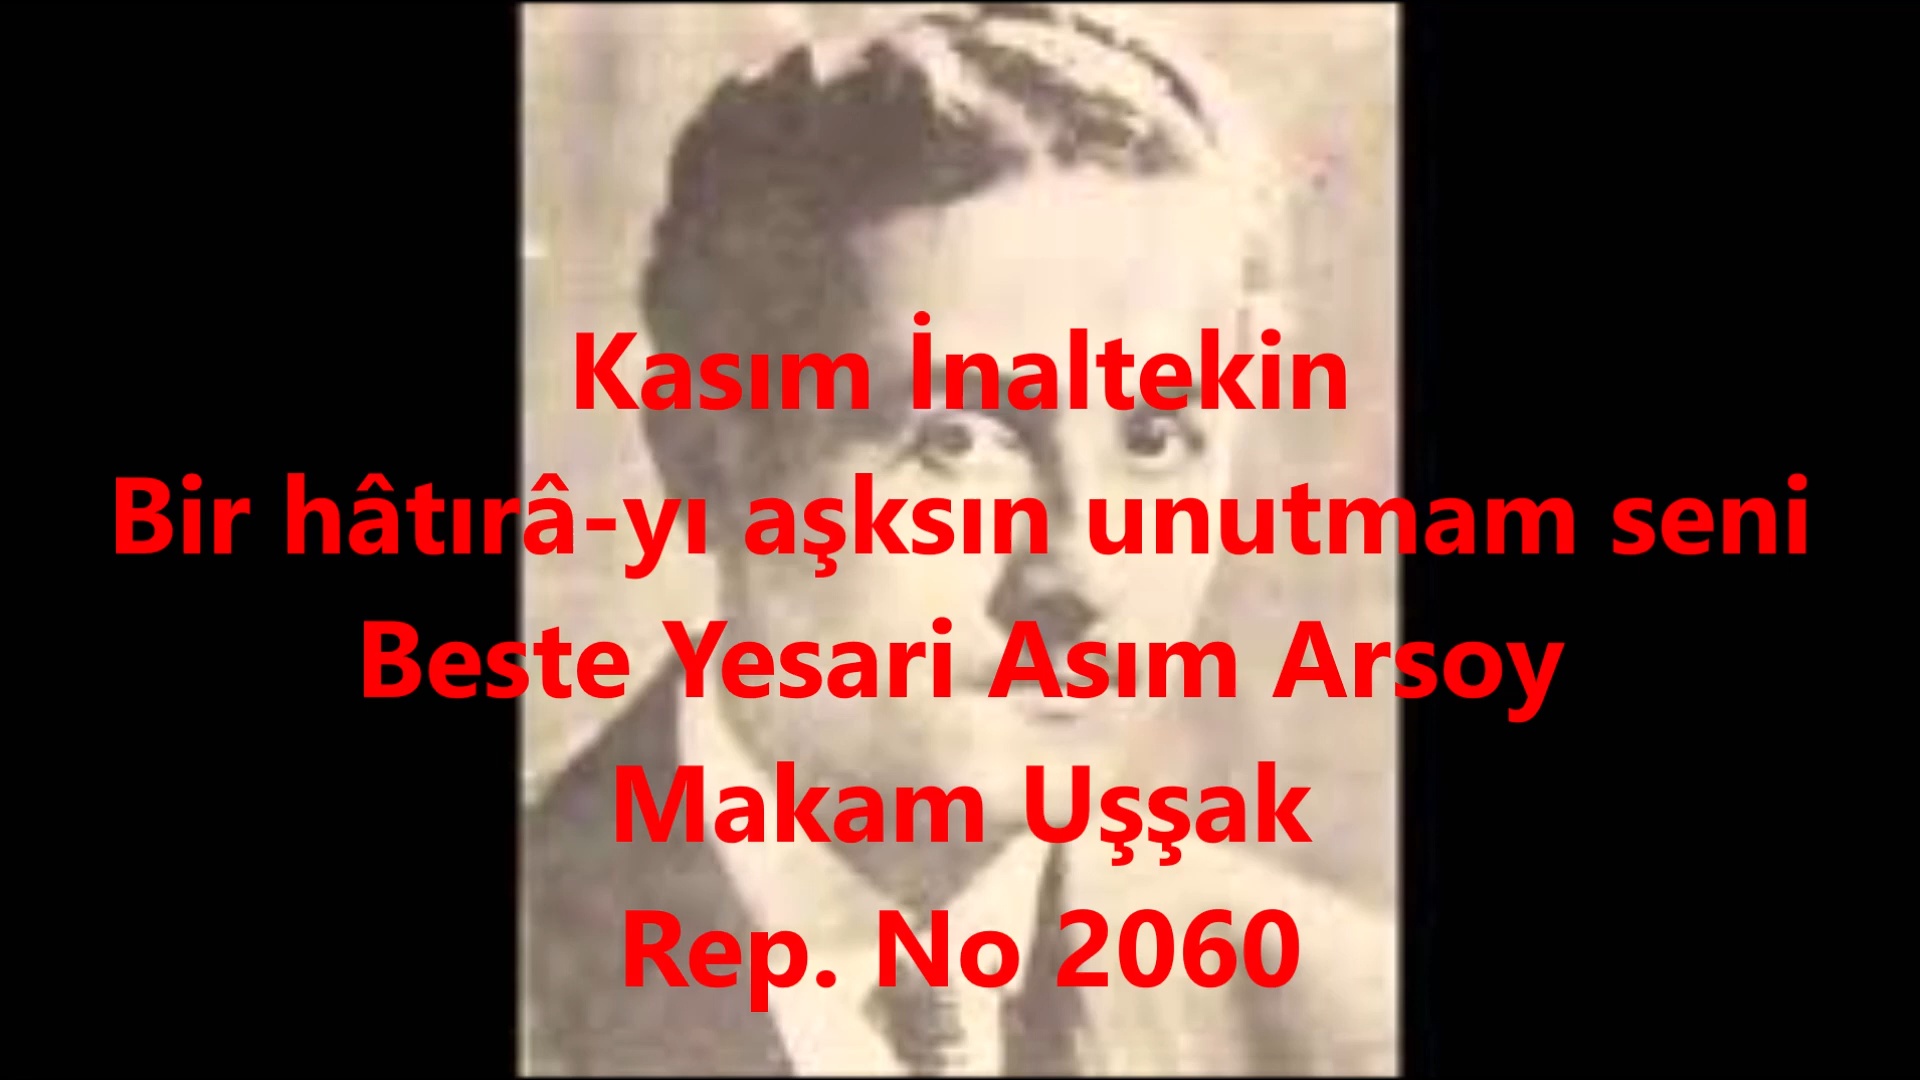 Kasım İnaltekin
Bir hâtırâ-yı aşksın unutmam seni
Beste Yesari Asım Arsoy
Makam Uşşak
Rep. No 2060